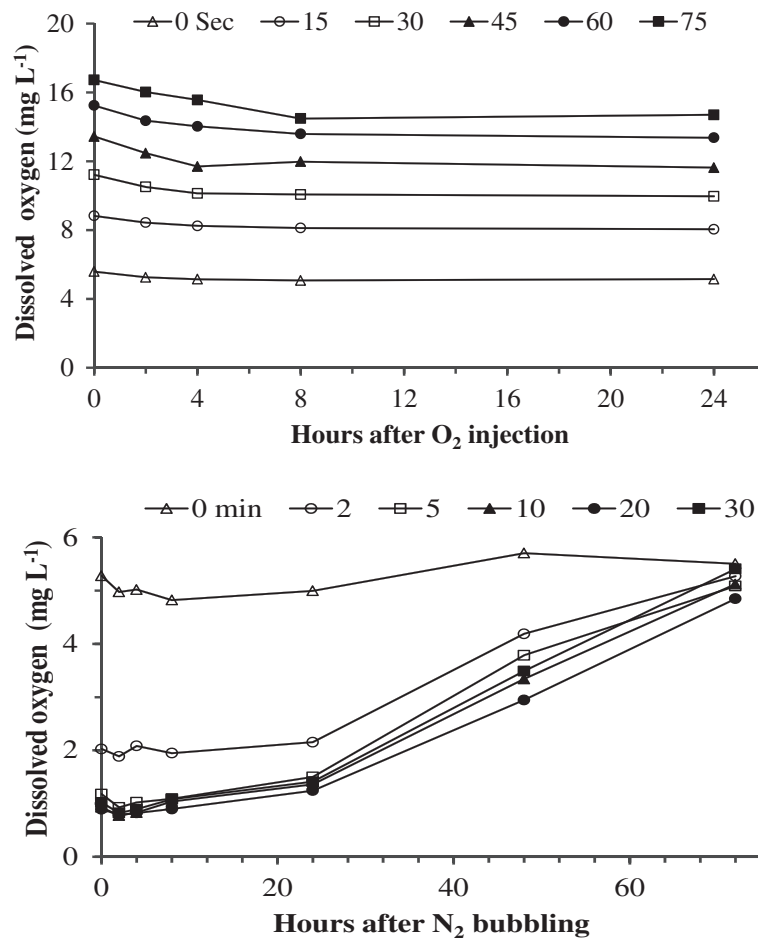 0 Sec 15 30 45 60 75
20
16
12
8
4
0
Dissolved oxygen (mg L-1)
0 4 8 12 16 20 24
Hours after O2 injection
0 min 2 5 10 20 30
6
4
2
0
Dissolved oxygen (mg L-1)
0 20 40 60
Hours after N2 bubbling